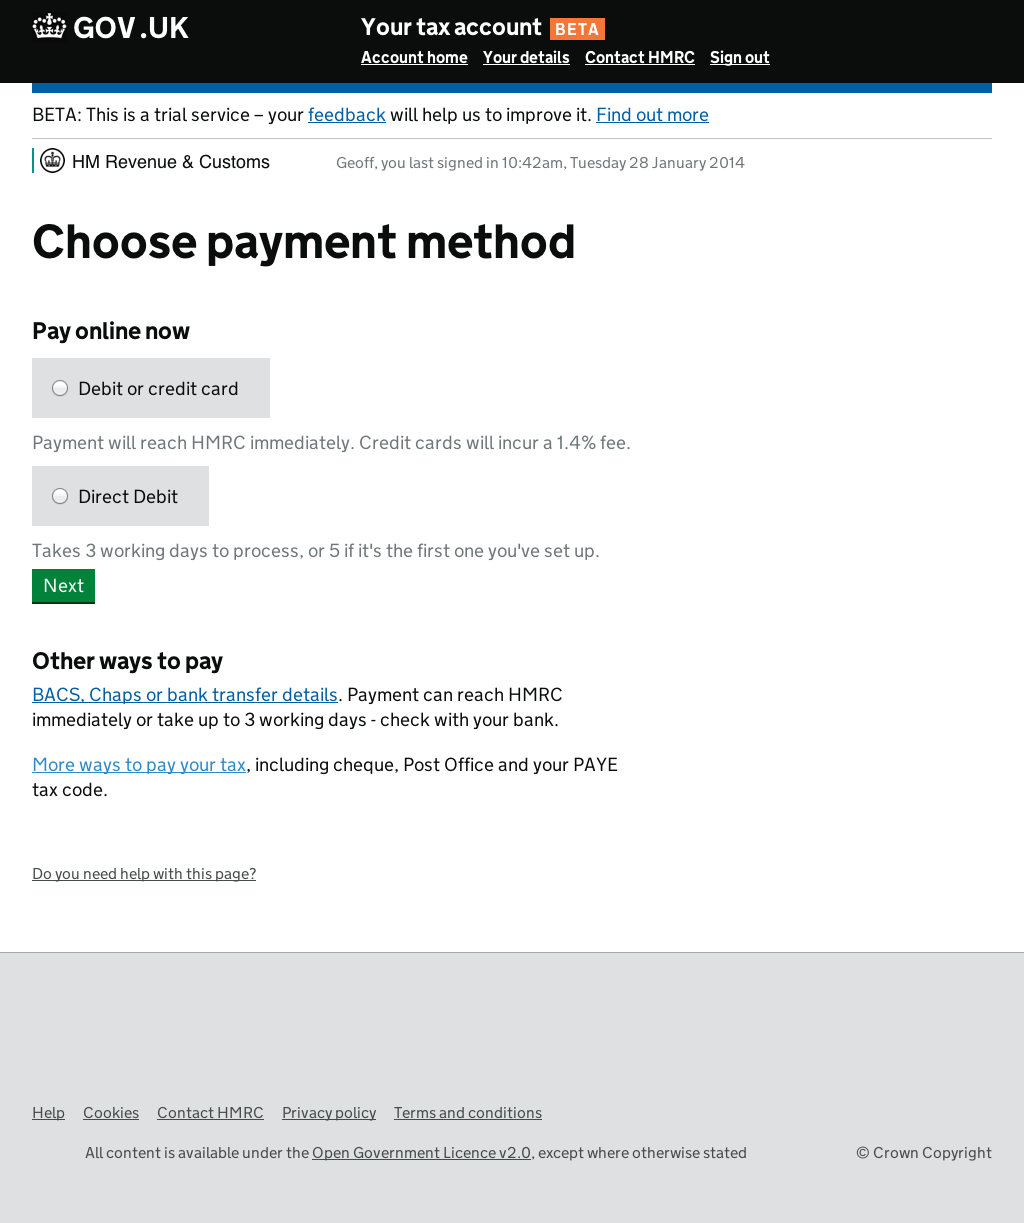 GOV.UK
Your tax account BETA
Account home Your details Contact HMRC Sign out
BETA: This is a trial service – your feedback will help us to improve it. Find out more
HM Revenue & Customs
Geoff, you last signed in 10:42am, Tuesday 28 January 2014
Choose payment method
Pay online now
Debit or credit card
Payment will reach HMRC immediately. Credit cards will incur a 1.4% fee.
Direct Debit
Takes 3 working days to process, or 5 if it's the first one you've set up.
Next
Other ways to pay
BACS, Chaps or bank transfer details. Payment can reach HMRC
immediately or take up to 3 working days - check with your bank.
More ways to pay your tax, including cheque, Post Office and your PAYE
tax code.
Do you need help with this page?
Help Cookies Contact HMRC Privacy policy Terms and conditions
All content is available under the Open Government Licence v2.0, except where otherwise stated
© Crown Copyright